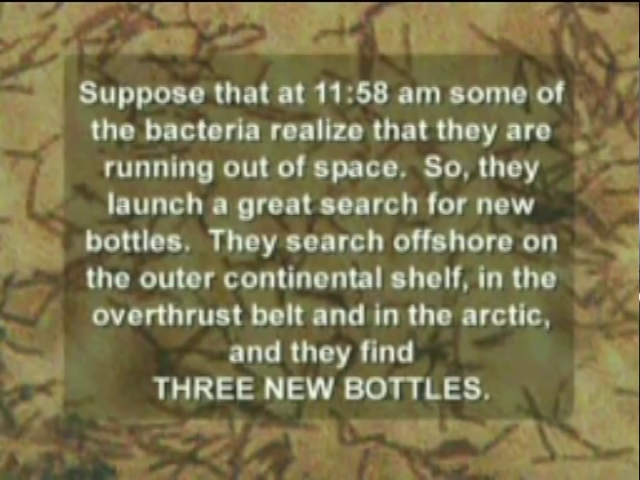 Suppose that at 11:58 am some of
the bacteria realize that they are
running out of space.  So, they
launch a great search for new
bottles.  They search offshore on
the outer continental shelf, in the
overthrust belt and in the arctic,
and they find
THREE NEW BOTTLES.